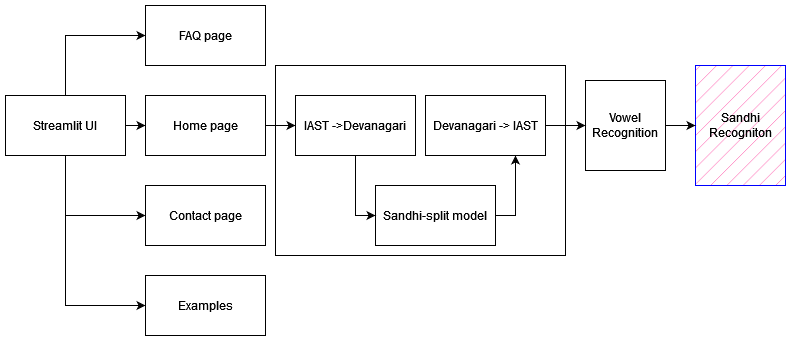 FAQ page
Streamlit UI
Home page
IAST ->Devanagari
Devanagari -> IAST
Vowel
Recognition
Sandhi
Recogniton
Contact page
Sandhi-split model
Examples